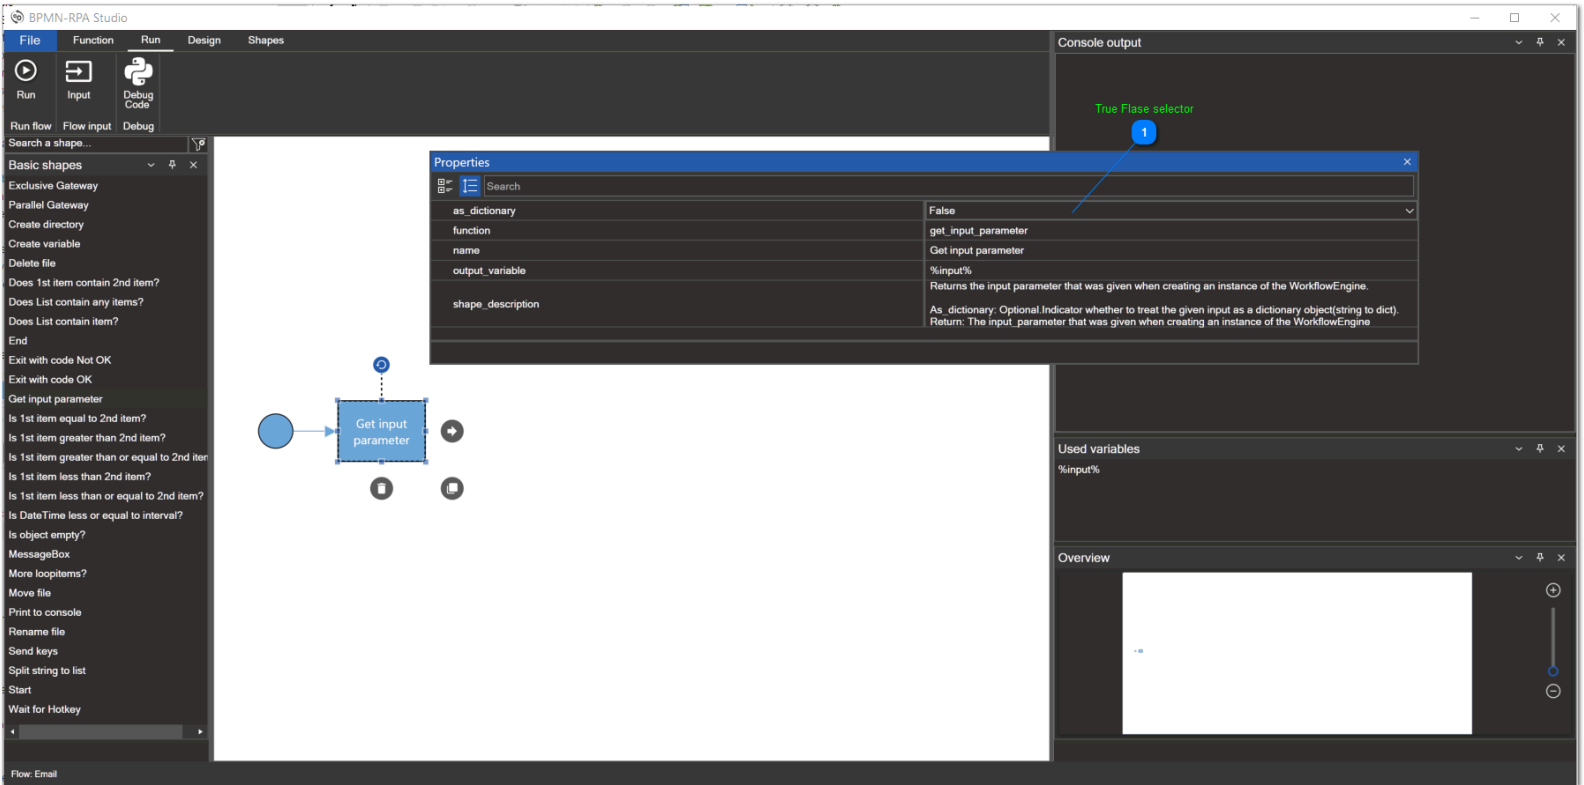 BPMN-RPA Studio
File Function Run Design Shapes
Run Input Debug Code
Run flow Flow input Debug
Search a shape...
Basic shapes
Exclusive Gateway
Parallel Gateway
Create directory
Create variable
Delete file
Does 1st item contain 2nd item?
Does List contain any items?
Does List contain item?
End
Exit with code Not OK
Exit with code OK
Get input parameter
Is 1st item equal to 2nd item?
Is 1st item greater than 2nd item?
Is 1st item greater than or equal to 2nd iten
Is 1st item less than 2nd item?
Is 1st item less than or equal to 2nd item?
Is DateTime less or equal to interval?
Is object empty?
MessageBox
More loopitems?
Move file
Print to console
Rename file
Send keys
Split string to list
Start
Wait for Hotkey
Flow: Email
Get input
parameter
Properties
Search
as_dictionary False
function get_input_parameter
name Get input parameter
output_variable %input%
shape_description
Returns the input parameter that was given when creating an instance of the WorkflowEngine.
As_dictionary: Optional.Indicator whether to treat the given input as a dictionary object(string to dict).
Return: The input_parameter that was given when creating an instance of the WorkflowEngine
Console output
True Flase selector
1
Used variables
%input%
Overview